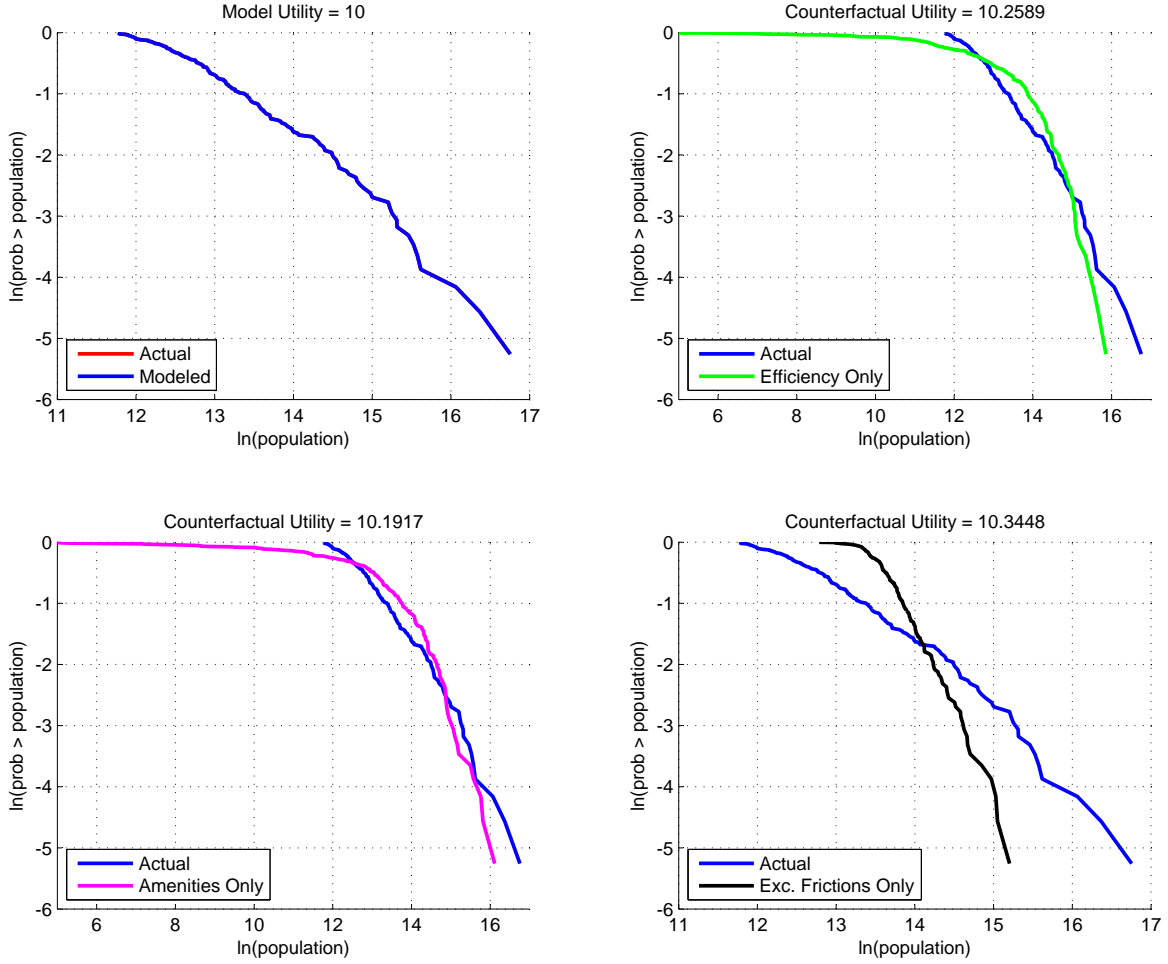 Model Utility = 10
0
-1
-2
-3
-4
-5
-6
ln(prob > population)
Actual
Modeled
11 12 13 14 15 16 17
ln(population)
Counterfactual Utility = 10.2589
0
-1
-2
-3
-4
-5
-6
ln(prob > population)
Actual
Efficiency Only
6 8 10 12 14 16
ln(population)
Counterfactual Utility = 10.1917
0
-1
-2
-3
-4
-5
-6
ln(prob > population)
Actual
Amenities Only
6 8 10 12 14 16
ln(population)
Counterfactual Utility = 10.3448
0
-1
-2
-3
-4
-5
-6
ln(prob > population)
Actual
Exc. Frictions Only
11 12 13 14 15 16 17
ln(population)